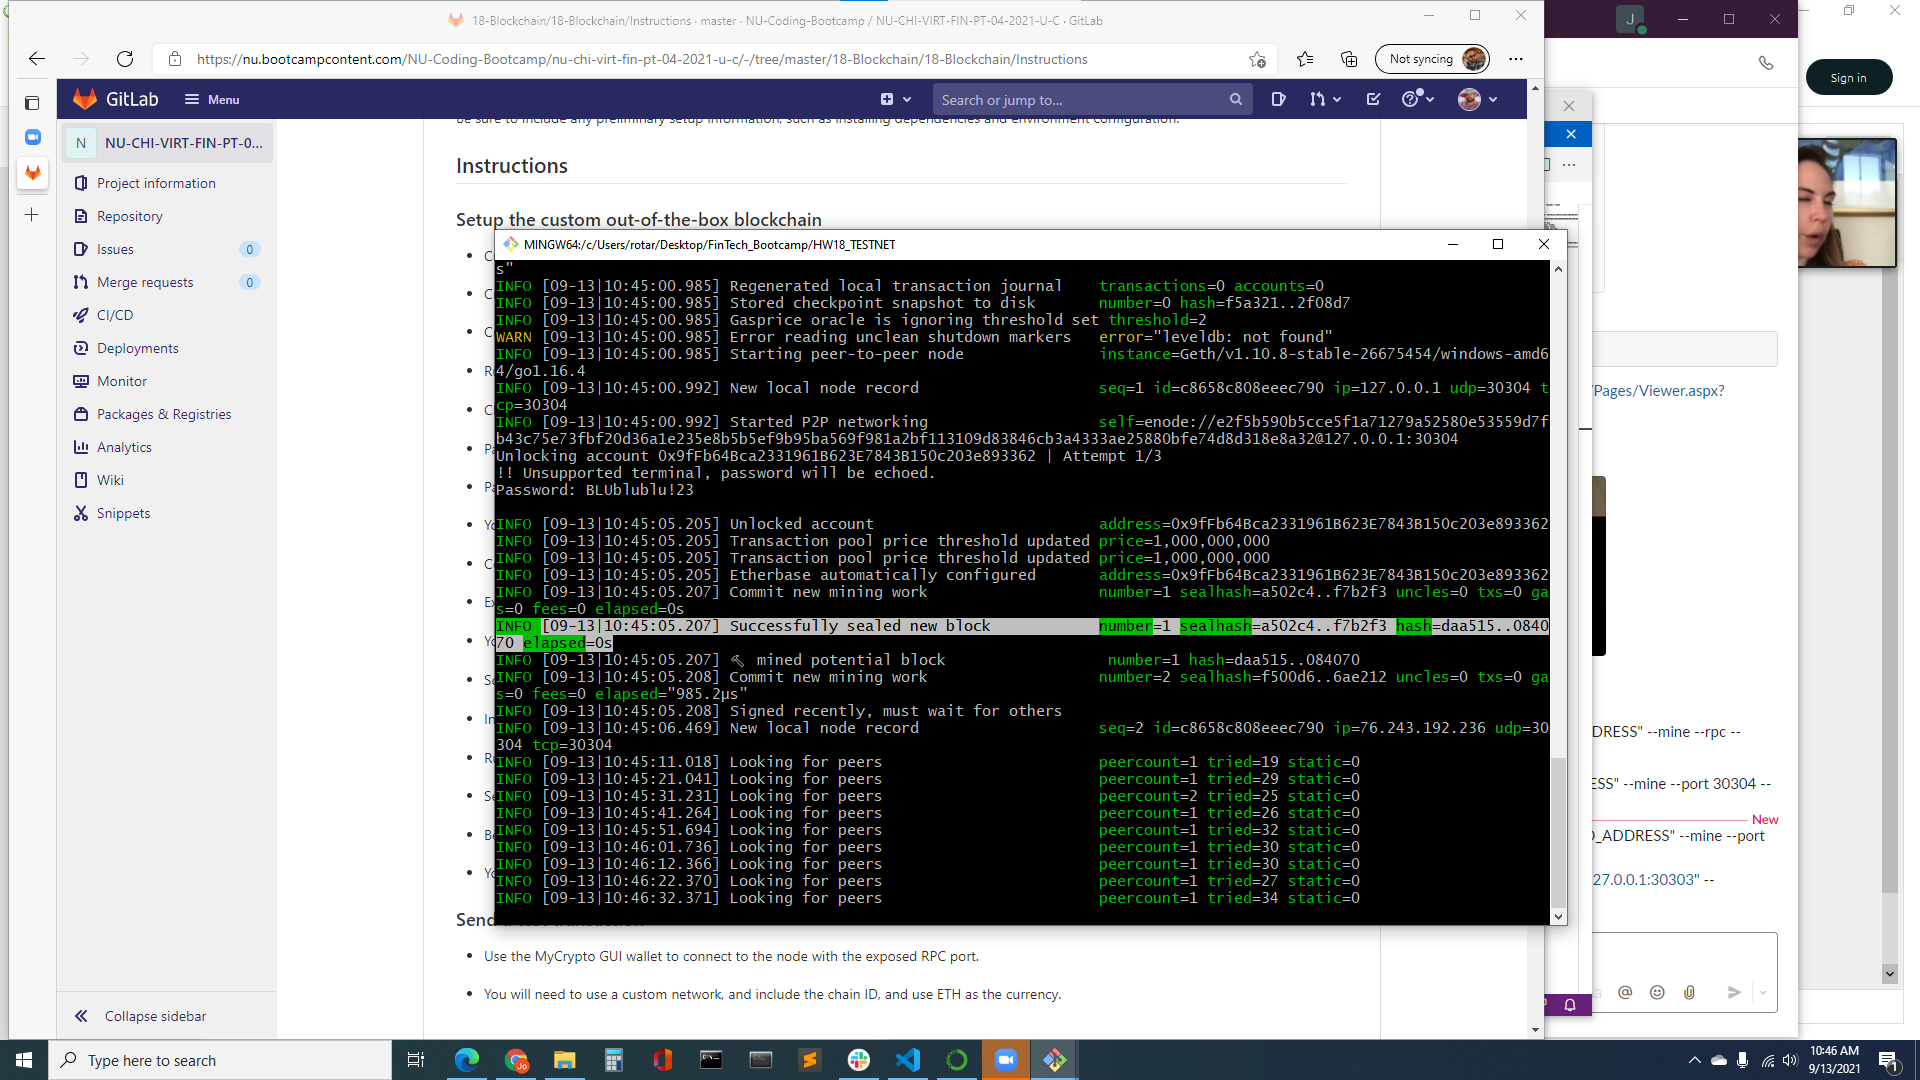 18-Blockchain/18-Blockchain/Instructions · master · NU-Coding-Bootcamp / NU-CHI-VIRT-FIN-PT-04-2021-U-C · GitLab
https://nu.bootcampcontent.com/NU-Coding-Bootcamp/nu-chi-virt-fin-pt-04-2021-u-c/-/tree/master/18-Blockchain/18-Blockchain/Instructions
Not syncing
J
Sign in
GitLab
Menu
Search or jump to...
N NU-CHI-VIRT-FIN-PT-0...
Project information
Repository
Issues 0
Merge requests 0
CI/CD
Deployments
Monitor
Packages & Registries
Analytics
Wiki
Snippets
Collapse sidebar
be sure to include any preliminary setup information, such as installing dependencies and environment configuration.
Instructions
Setup the custom out-of-the-box blockchain
MINGW64:/c/Users/rotar/Desktop/FinTech_Bootcamp/HW18_TESTNET
s"
INFO [09-13|10:45:00.985] Regenerated local transaction journal transactions=0 accounts=0
INFO [09-13|10:45:00.985] Stored checkpoint snapshot to disk number=0 hash=f5a321..2f08d7
INFO [09-13|10:45:00.985] Gasprice oracle is ignoring threshold set threshold=2
WARN [09-13|10:45:00.985] Error reading unclean shutdown markers error="leveldb: not found"
INFO [09-13|10:45:00.985] Starting peer-to-peer node instance=Geth/v1.10.8-stable-26675454/windows-amd6
4/go1.16.4
INFO [09-13|10:45:00.992] New local node record seq=1 id=c8658c808eeec790 ip=127.0.0.1 udp=30304 t
cp=30304
INFO [09-13|10:45:00.992] Started P2P networking self=enode://e2f5b590b5cce5f1a71279a52580e53559d7f
b43c75e73fbf20d36a1e235e8b5b5ef9b95ba569f981a2bf113109d83846cb3a4333ae25880bfe74d8d318e8a32@127.0.0.1:30304
Unlocking account 0x9fFb64Bca2331961B623E7843B150c203e893362 | Attempt 1/3
!! Unsupported terminal, password will be echoed.
Password: BLUblublu!23
INFO [09-13|10:45:05.205] Unlocked account address=0x9fFb64Bca2331961B623E7843B150c203e893362
INFO [09-13|10:45:05.205] Transaction pool price threshold updated price=1,000,000,000
INFO [09-13|10:45:05.205] Transaction pool price threshold updated price=1,000,000,000
INFO [09-13|10:45:05.205] Etherbase automatically configured address=0x9fFb64Bca2331961B623E7843B150c203e893362
INFO [09-13|10:45:05.207] Commit new mining work number=1 sealhash=a502c4..f7b2f3 uncles=0 txs=0 ga
s=0 fees=0 elapsed=0s
INFO [09-13|10:45:05.207] Successfully sealed new block number=1 sealhash=a502c4..f7b2f3 hash=daa515..0840
70 elapsed=0s
INFO [09-13|10:45:05.207] 🔨 mined potential block number=1 hash=daa515..084070
INFO [09-13|10:45:05.208] Commit new mining work number=2 sealhash=f500d6..6ae212 uncles=0 txs=0 ga
s=0 fees=0 elapsed="985.2µs"
INFO [09-13|10:45:05.208] Signed recently, must wait for others
INFO [09-13|10:45:06.469] New local node record seq=2 id=c8658c808eeec790 ip=76.243.192.236 udp=30
304 tcp=30304
INFO [09-13|10:45:11.018] Looking for peers peercount=1 tried=19 static=0
INFO [09-13|10:45:21.041] Looking for peers peercount=1 tried=29 static=0
INFO [09-13|10:45:31.231] Looking for peers peercount=2 tried=25 static=0
INFO [09-13|10:45:41.264] Looking for peers peercount=1 tried=26 static=0
INFO [09-13|10:45:51.694] Looking for peers peercount=1 tried=32 static=0
INFO [09-13|10:46:01.736] Looking for peers peercount=1 tried=30 static=0
INFO [09-13|10:46:12.366] Looking for peers peercount=1 tried=30 static=0
INFO [09-13|10:46:22.370] Looking for peers peercount=1 tried=27 static=0
INFO [09-13|10:46:32.371] Looking for peers peercount=1 tried=34 static=0
Send
Use the MyCrypto GUI wallet to connect to the node with the exposed RPC port.
You will need to use a custom network, and include the chain ID, and use ETH as the currency.
/Pages/Viewer.aspx?
DRESS" --mine --rpc --
ESS" --mine --port 30304 --
New
_ADDRESS" --mine --port
27.0.0.1:30303" --
Type here to search
10:46 AM
9/13/2021
1